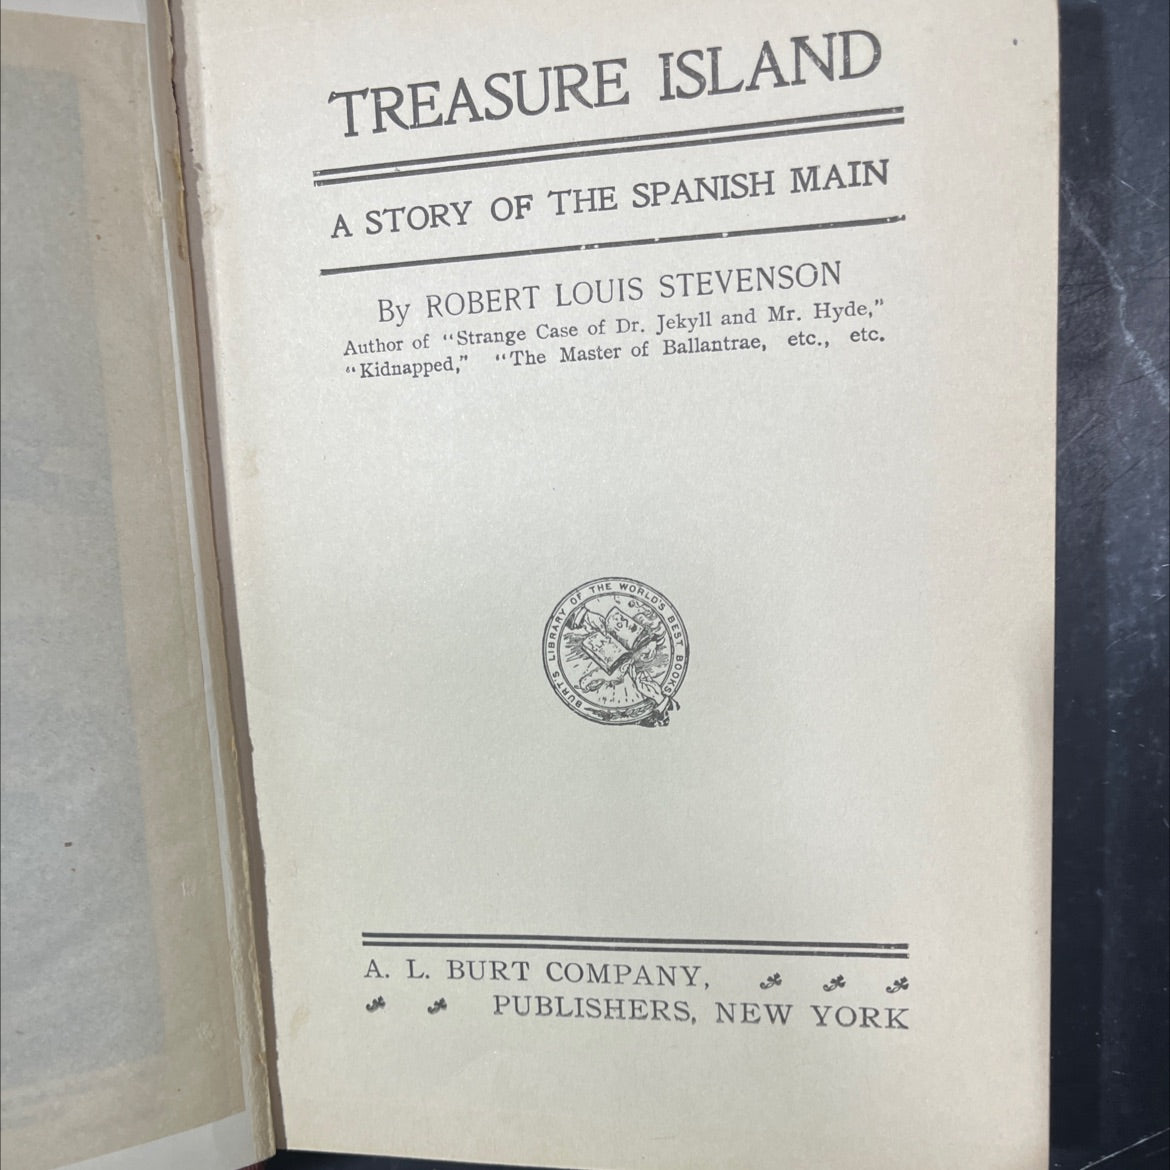 TREASURE ISLAND
A STORY OF THE SPANISH MAIN
By ROBERT LOUIS STEVENSON
Author of “Strange Case of Dr. Jekyll and Mr. Hyde,”
“Kidnapped,” “The Master of Ballantrae, etc., etc.
BURT'S LIBRARY OF THE WORLD'S BEST BOOKS
A. L. BURT COMPANY,
PUBLISHERS, NEW YORK